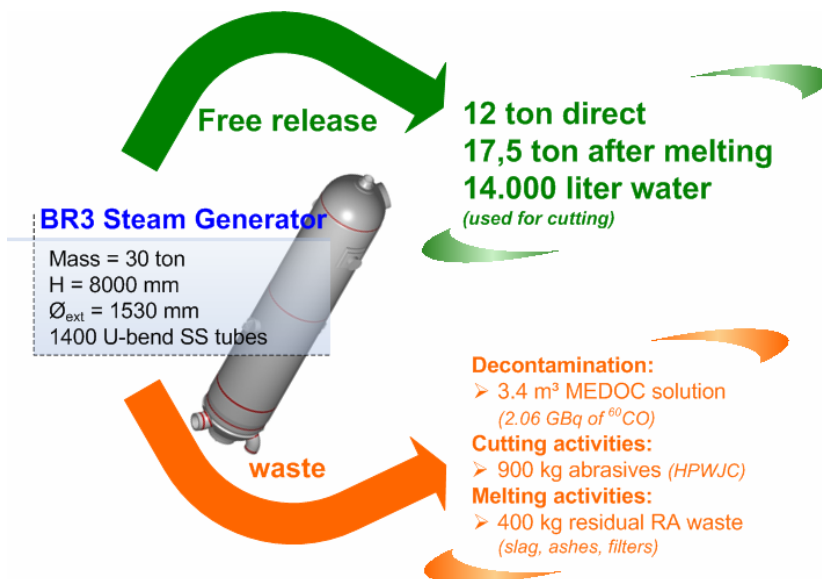 Free release
12 ton direct
17,5 ton after melting
14.000 liter water
(used for cutting)
BR3 Steam Generator
Mass = 30 ton
H = 8000 mm
Øext = 1530 mm
1400 U-bend SS tubes
waste
Decontamination:
➢ 3.4 m³ MEDOC solution
(2.06 GBq of ⁶⁰CO)
Cutting activities:
➢ 900 kg abrasives (HPWJC)
Melting activities:
➢ 400 kg residual RA waste
(slag, ashes, filters)